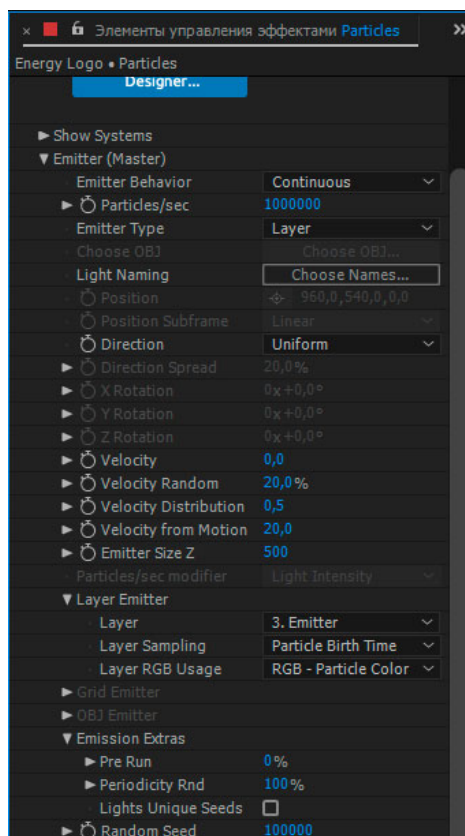 Элементы управления эффектами Particles
Energy Logo • Particles
Designer...
Show Systems
Emitter (Master)
Emitter Behavior Continuous
Particles/sec 1000000
Emitter Type Layer
Choose OBJ Choose OBJ...
Light Naming Choose Names...
Position 960,0,540,0,0,0
Position Subframe Linear
Direction Uniform
Direction Spread 20,0%
X Rotation 0x+0,0°
Y Rotation 0x+0,0°
Z Rotation 0x+0,0°
Velocity 0,0
Velocity Random 20,0%
Velocity Distribution 0,5
Velocity from Motion 20,0
Emitter Size Z 500
Particles/sec modifier Light Intensity
Layer Emitter
Layer 3. Emitter
Layer Sampling Particle Birth Time
Layer RGB Usage RGB - Particle Color
Grid Emitter
OBJ Emitter
Emission Extras
Pre Run 0%
Periodicity Rnd 100%
Lights Unique Seeds
Random Seed 100000